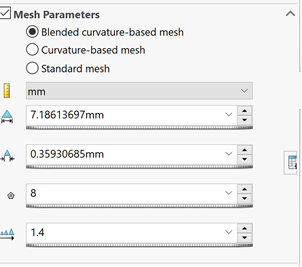 Mesh Parameters
Blended curvature-based mesh
Curvature-based mesh
Standard mesh
mm
7.18613697mm
0.35930685mm
8
1.4